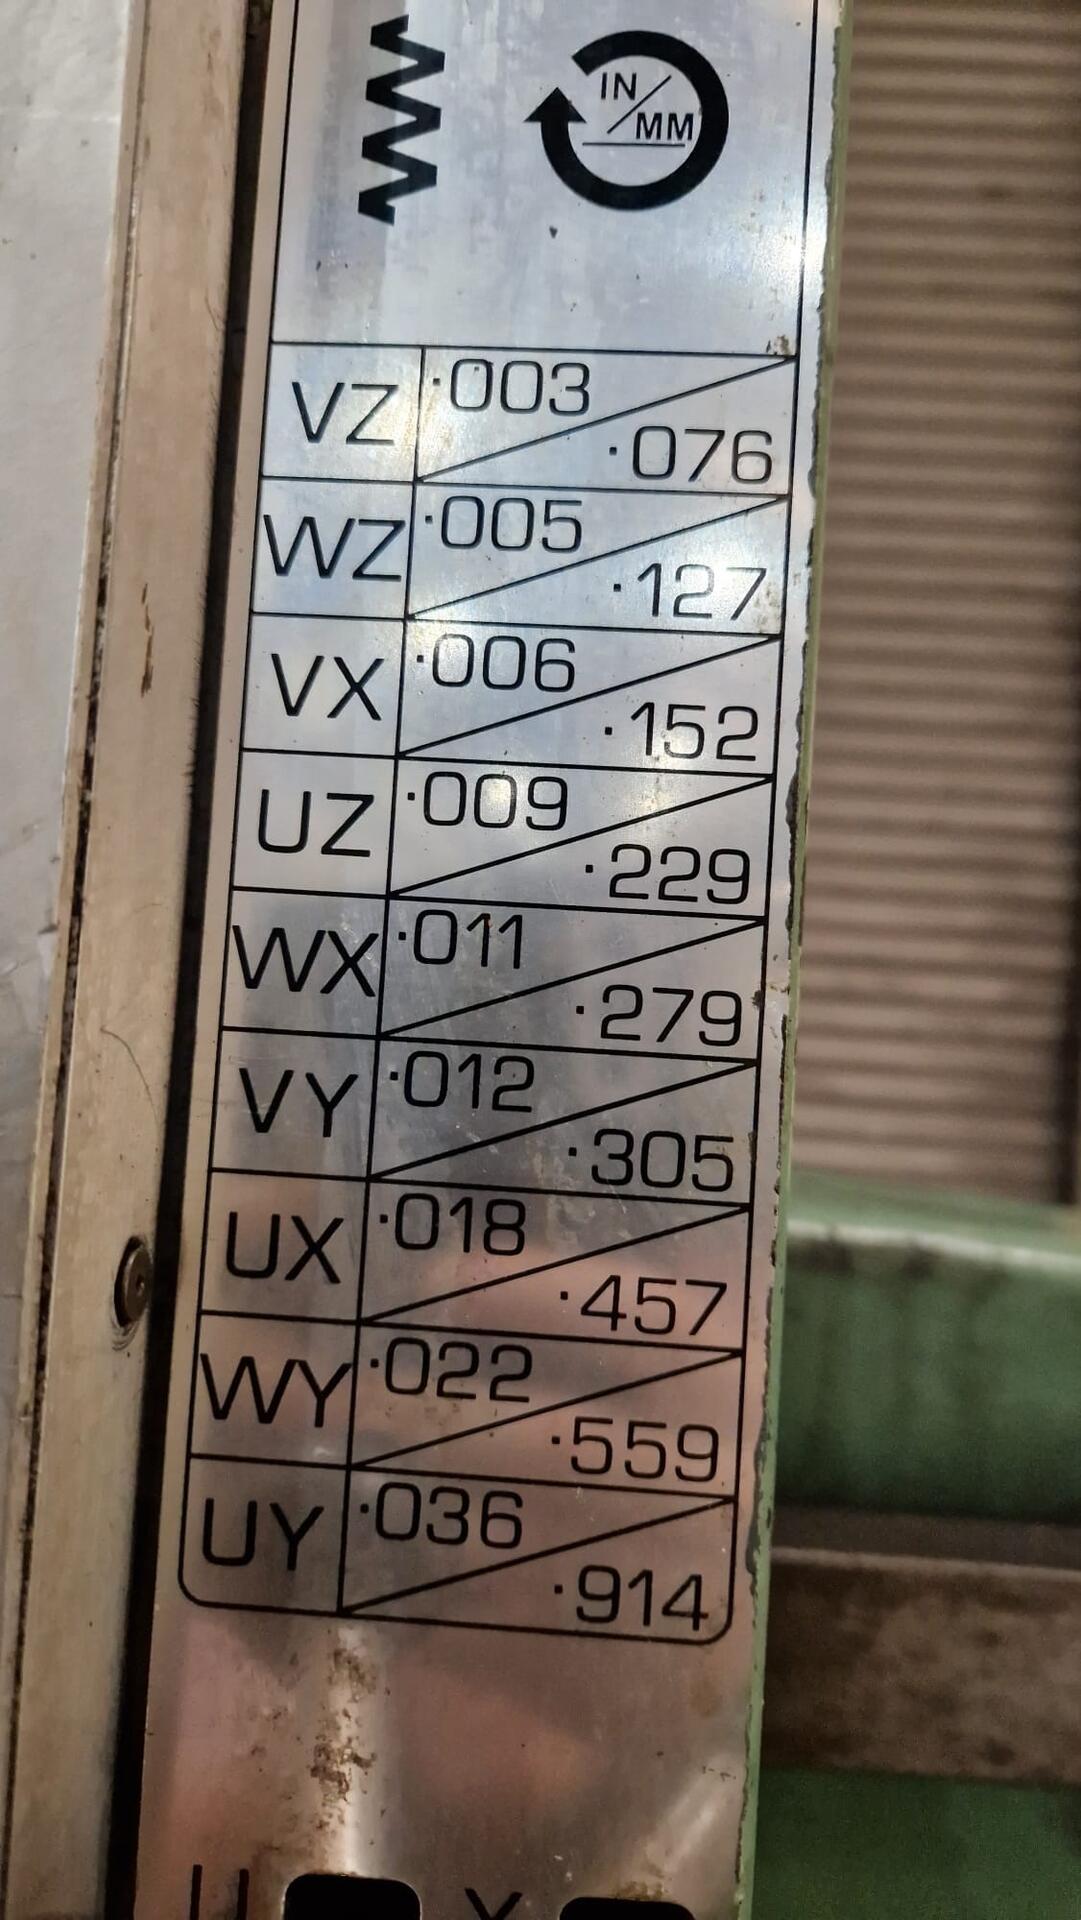 IN/MM
VZ .003 .076
WZ .005 .127
VX .006 .152
UZ .009 .229
WX .011 .279
VY .012 .305
UX .018 .457
WY .022 .559
UY .036 .914